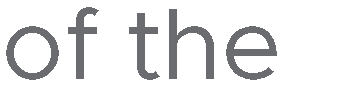 of the